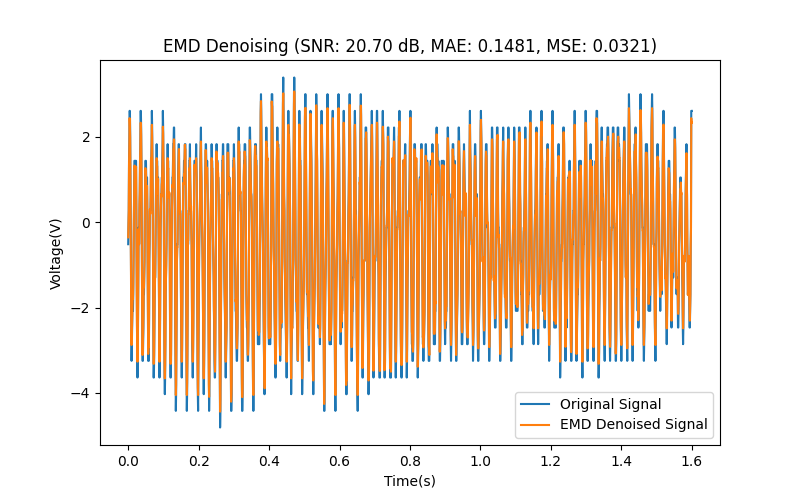 EMD Denoising (SNR: 20.70 dB, MAE: 0.1481, MSE: 0.0321)
2
0
−2
−4
Voltage(V)
Original Signal
EMD Denoised Signal
0.0 0.2 0.4 0.6 0.8 1.0 1.2 1.4 1.6
Time(s)